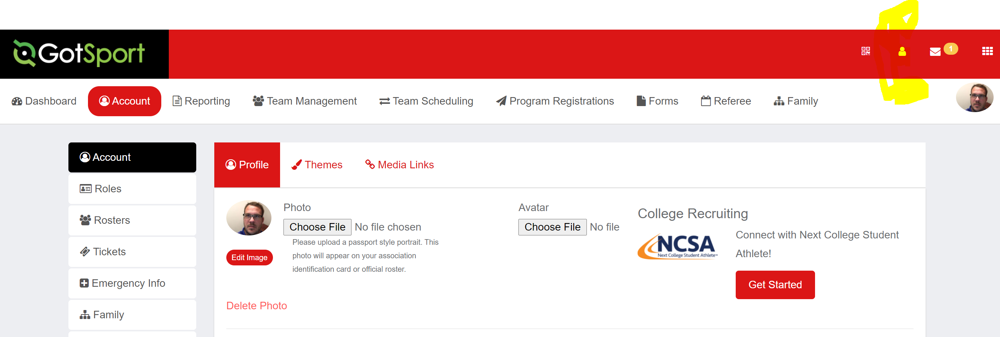 GotSport
1
Dashboard Account Reporting Team Management Team Scheduling Program Registrations Forms Referee Family
Account
Roles
Rosters
Tickets
Emergency Info
Family
Profile Themes Media Links
Photo
Choose File No file chosen
Please upload a passport style portrait. This
photo will appear on your association
identification card or official roster.
Edit Image
Delete Photo
Avatar
Choose File No file
College Recruiting
NCSA
Next College Student Athlete™
Connect with Next College Student
Athlete!
Get Started